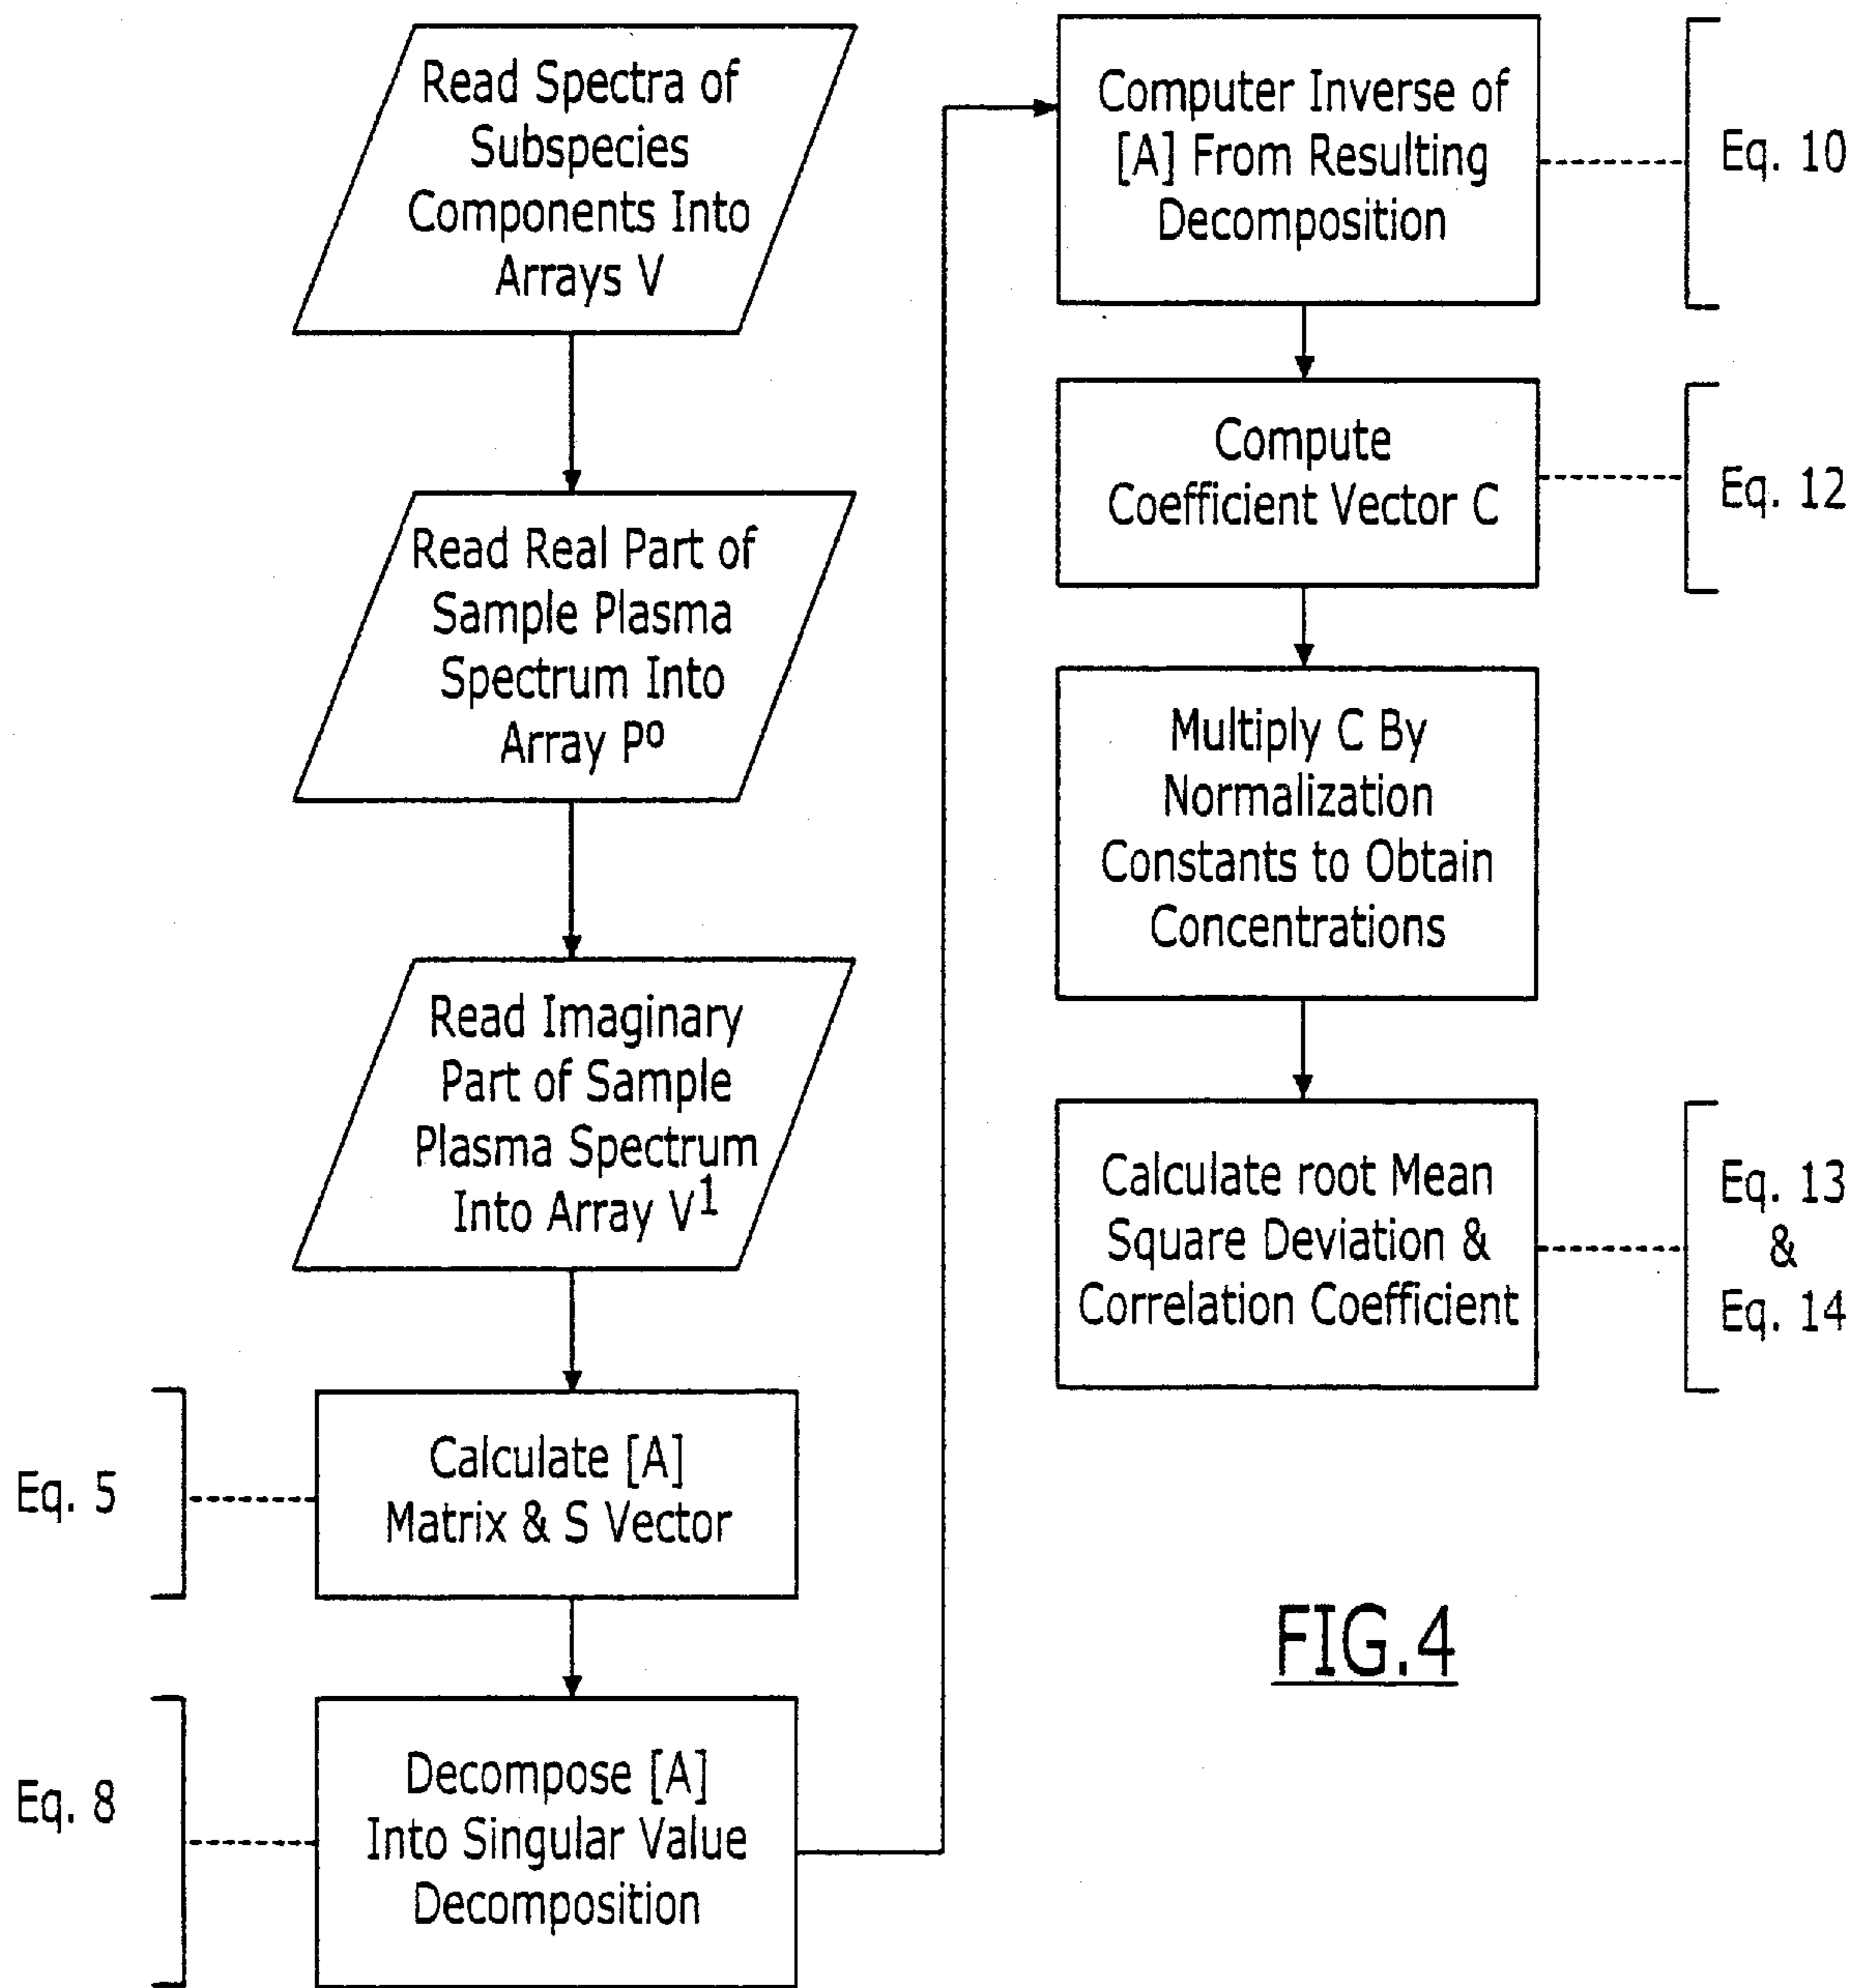 Read Spectra of
Subspecies
Components Into
Arrays V
Read Real Part of
Sample Plasma
Spectrum Into
Array Pº
Read Imaginary
Part of Sample
Plasma Spectrum
Into Array V¹
Eq. 5
Calculate [A]
Matrix & S Vector
Eq. 8
Decompose [A]
Into Singular Value
Decomposition
Computer Inverse of
[A] From Resulting
Decomposition
Eq. 10
Compute
Coefficient Vector C
Eq. 12
Multiply C By
Normalization
Constants to Obtain
Concentrations
Calculate root Mean
Square Deviation &
Correlation Coefficient
Eq. 13
&
Eq. 14
FIG.4